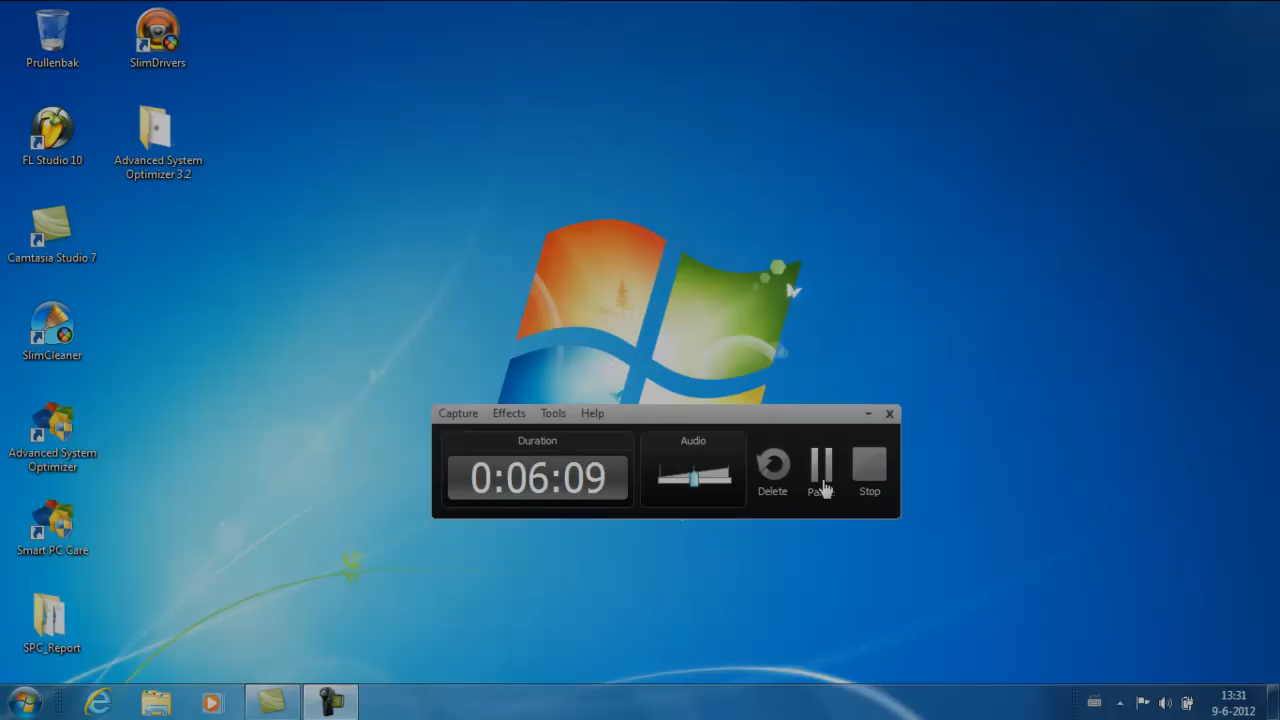 Prullenbak
SlimDrivers
FL Studio 10
Advanced System
Optimizer 3.2
Camtasia Studio 7
SlimCleaner
Advanced System
Optimizer
Smart PC Care
SPC_Report
Capture Effects Tools Help
Duration
0:06:09
Audio
Delete
Stop
13:31
9-6-2012